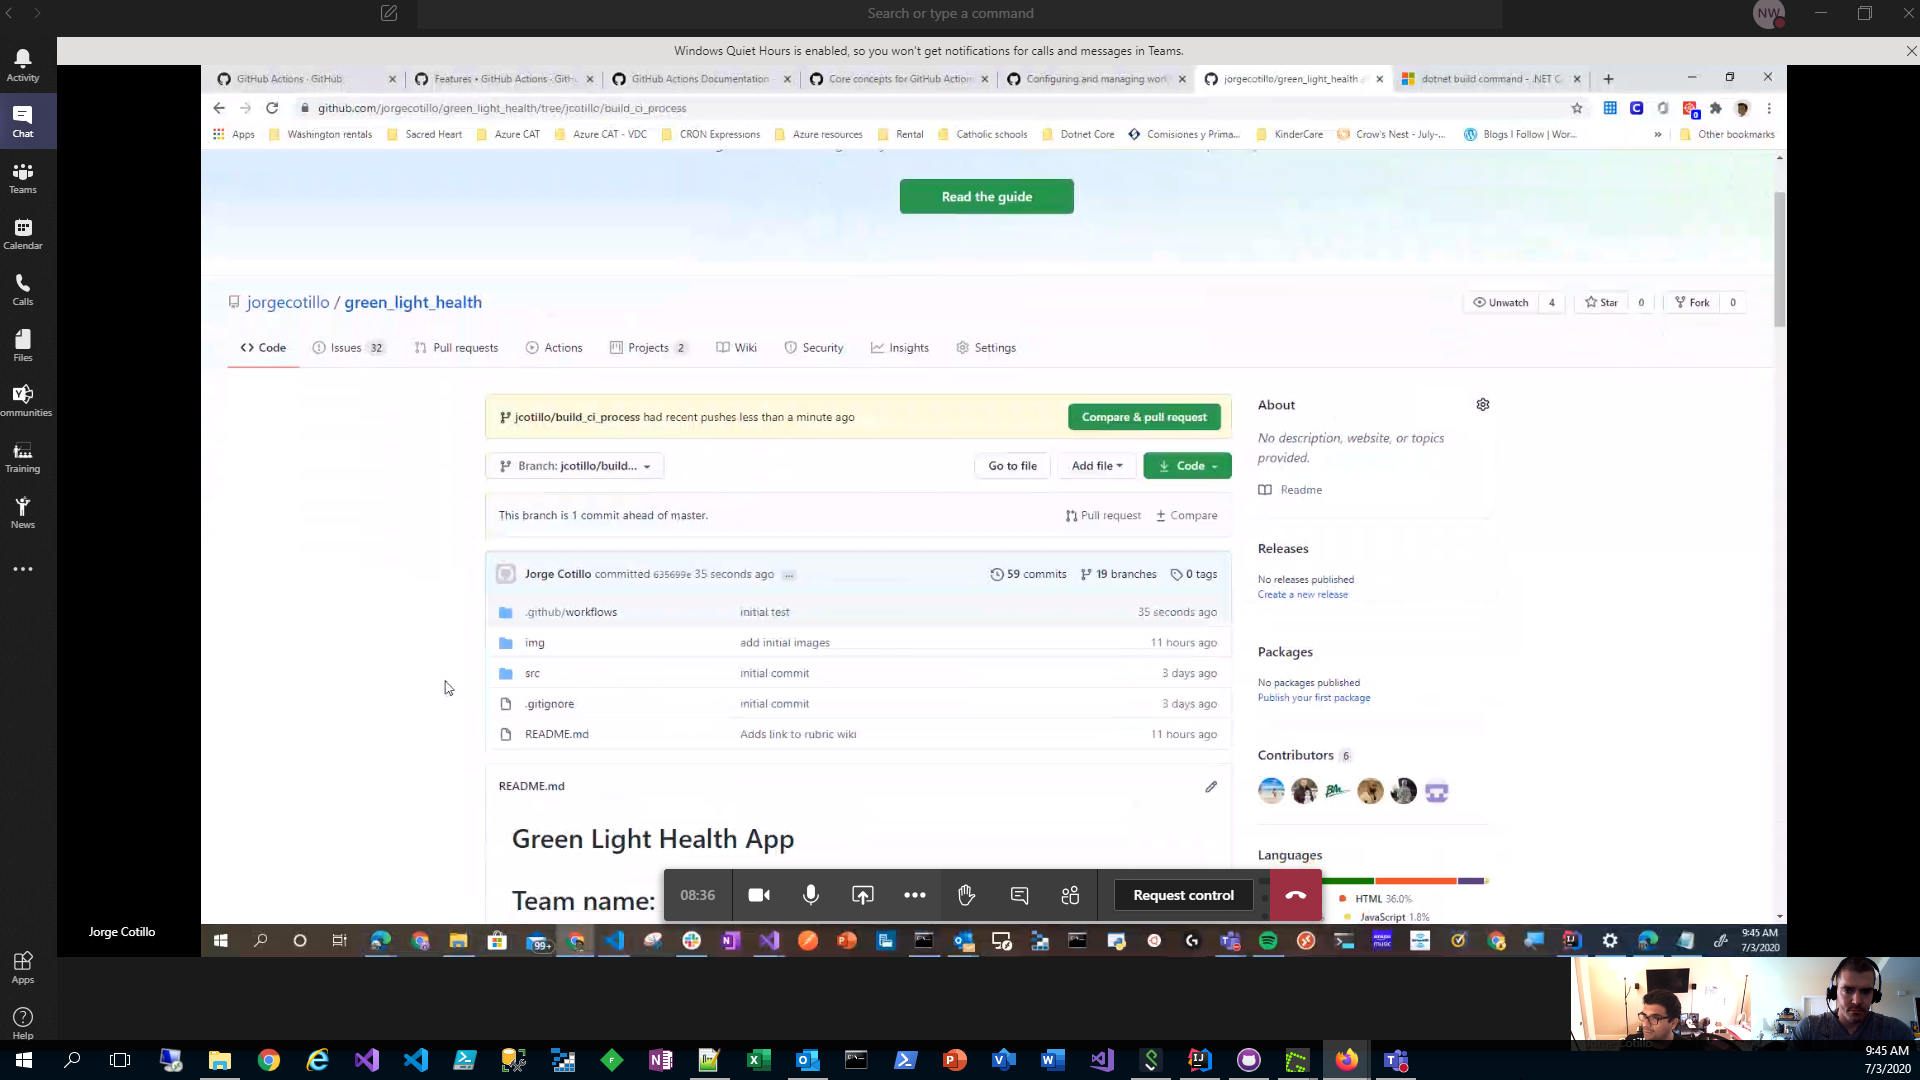 Search or type a command
NW
Windows Quiet Hours is enabled, so you won't get notifications for calls and messages in Teams.
Activity
Chat
Teams
Calendar
Calls
Files
ommunities
Training
News
Apps
Help
GitHub Actions · GitHub
Features • GitHub Actions · GitHu
GitHub Actions Documentation
Core concepts for GitHub Action
Configuring and managing work
jorgecotillo/green_light_health
dotnet build command - .NET C
github.com/jorgecotillo/green_light_health/tree/jcotillo/build_ci_process
Apps
Washington rentals
Sacred Heart
Azure CAT
Azure CAT - VDC
CRON Expressions
Azure resources
Rental
Catholic schools
Dotnet Core
Comisiones y Prima...
KinderCare
Crow's Nest - July-...
Blogs I Follow | Wor...
»
Other bookmarks
Read the guide
jorgecotillo / green_light_health
Unwatch 4
Star 0
Fork 0
Code
Issues 32
Pull requests
Actions
Projects 2
Wiki
Security
Insights
Settings
jcotillo/build_ci_process had recent pushes less than a minute ago
Compare & pull request
Branch: jcotillo/build...
Go to file
Add file
Code
This branch is 1 commit ahead of master.
Pull request
Compare
Jorge Cotillo committed 635699e 35 seconds ago ...
59 commits
19 branches
0 tags
.github/workflows initial test 35 seconds ago
img add initial images 11 hours ago
src initial commit 3 days ago
.gitignore initial commit 3 days ago
README.md Adds link to rubric wiki 11 hours ago
README.md
Green Light Health App
Team name:
About
No description, website, or topics
provided.
Readme
Releases
No releases published
Create a new release
Packages
No packages published
Publish your first package
Contributors 6
Languages
HTML 36.0%
JavaScript 1.8%
08:36
Request control
Jorge Cotillo
99+
9:45 AM
7/3/2020
9:45 AM
7/3/2020